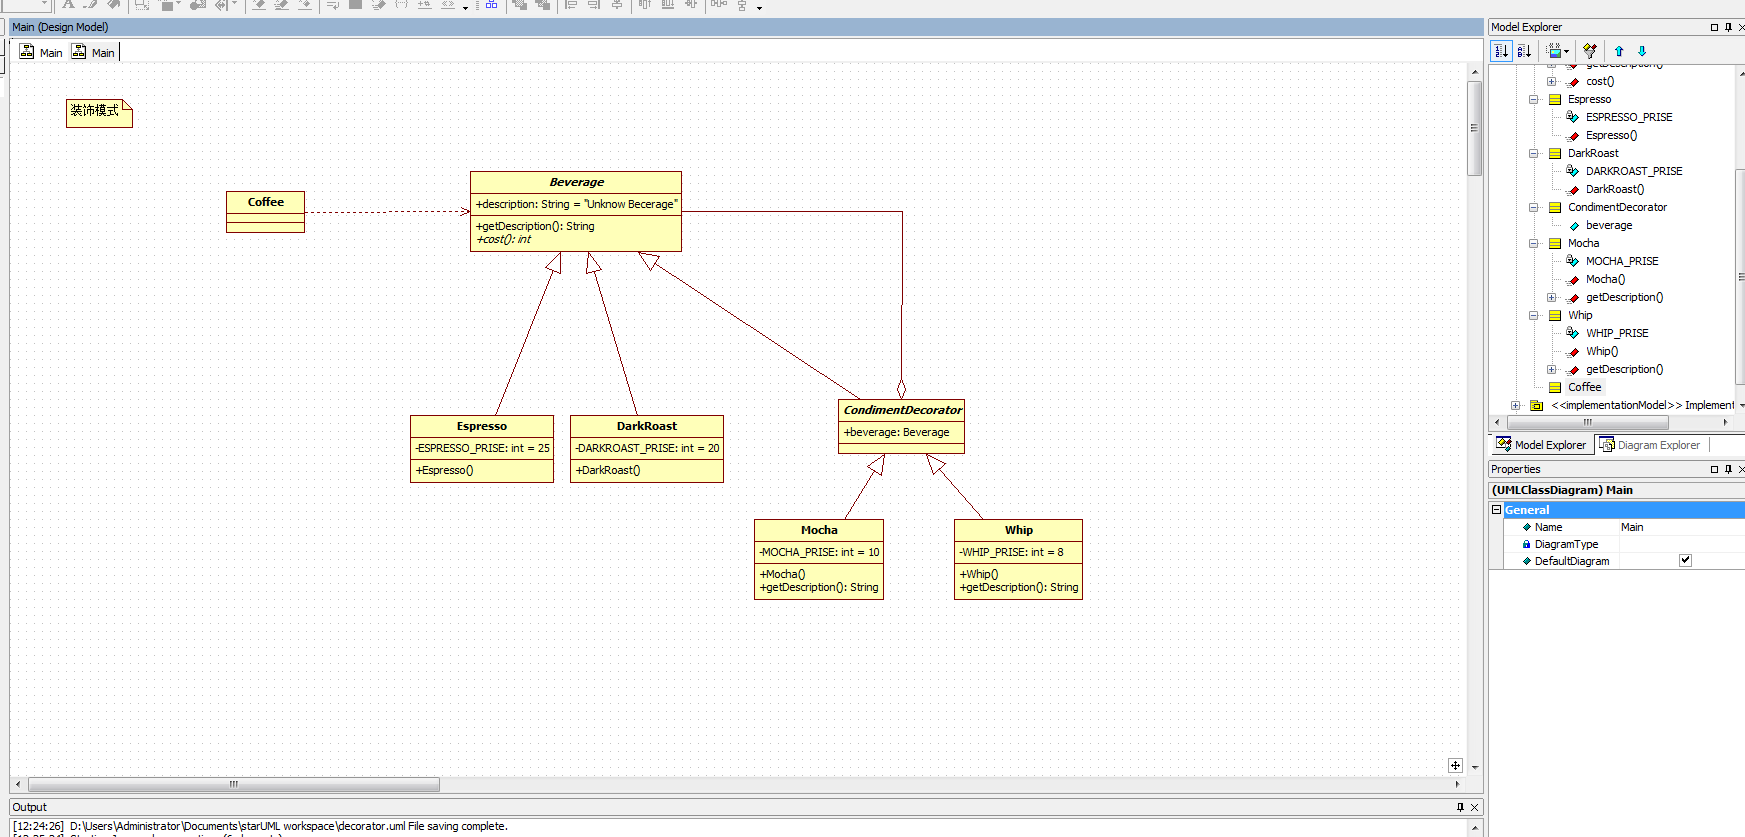 Main (Design Model)
Main
Main
装饰模式
Coffee
Beverage
+description: String = "Unknow Becerage"
+getDescription(): String
+cost(): int
Espresso
-ESPRESSO_PRISE: int = 25
+Espresso()
DarkRoast
-DARKROAST_PRISE: int = 20
+DarkRoast()
CondimentDecorator
+beverage: Beverage
Mocha
-MOCHA_PRISE: int = 10
+Mocha()
+getDescription(): String
Whip
-WHIP_PRISE: int = 8
+Whip()
+getDescription(): String
Model Explorer
getDescription()
cost()
Espresso
ESPRESSO_PRISE
Espresso()
DarkRoast
DARKROAST_PRISE
DarkRoast()
CondimentDecorator
beverage
Mocha
MOCHA_PRISE
Mocha()
getDescription()
Whip
WHIP_PRISE
Whip()
getDescription()
Coffee
<<implementationModel>> Implement
Model Explorer
Diagram Explorer
Properties
(UMLClassDiagram) Main
General
Name Main
DiagramType
DefaultDiagram
Output
[12:24:26] D:\Users\Administrator\Documents\starUML workspace\decorator.uml File saving complete.